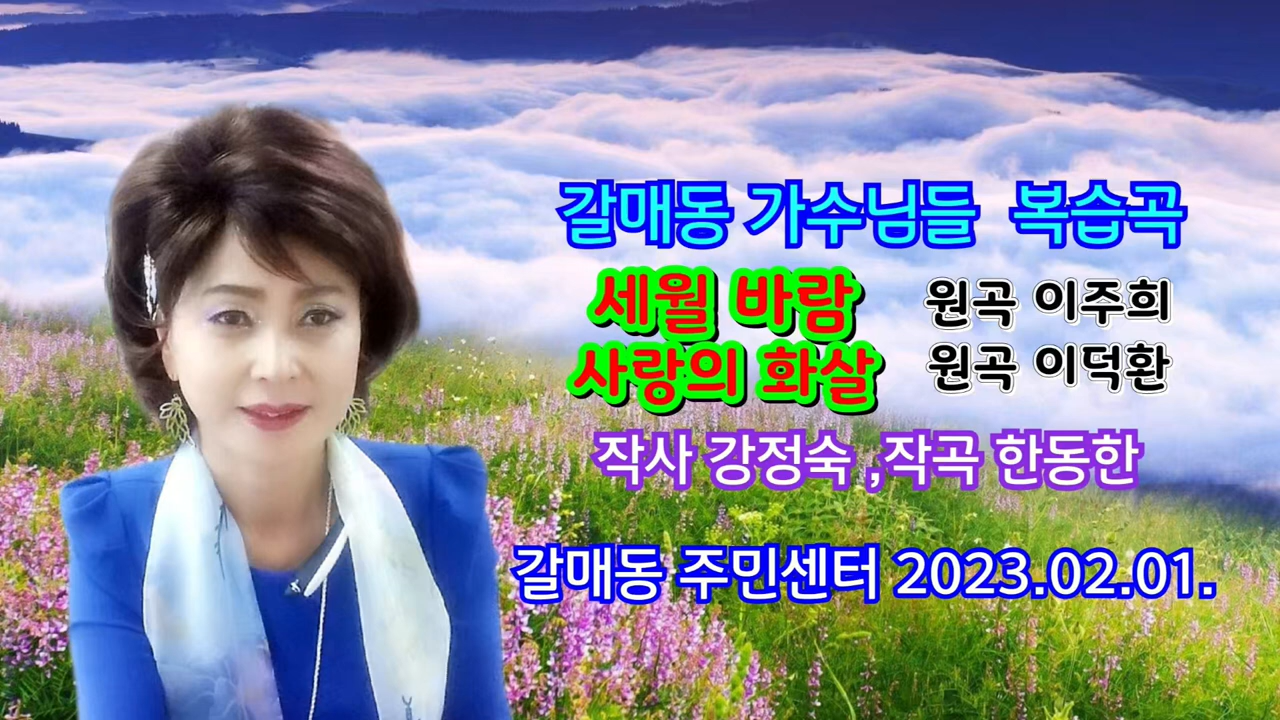 갈매동 가수님들 복습곡
세월 바람 원곡 이주희
사랑의 화살 원곡 이덕환
작사 강정숙 ,작곡 한동한
갈매동 주민센터 2023.02.01.